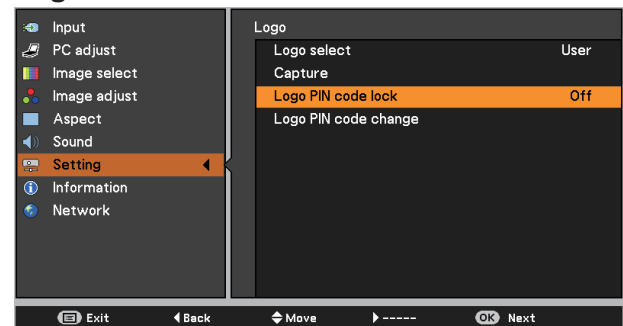 Input
PC adjust
Image select
Image adjust
Aspect
Sound
Setting
Information
Network
Logo
Logo select User
Capture
Logo PIN code lock Off
Logo PIN code change
Exit Back Move ----- OK Next